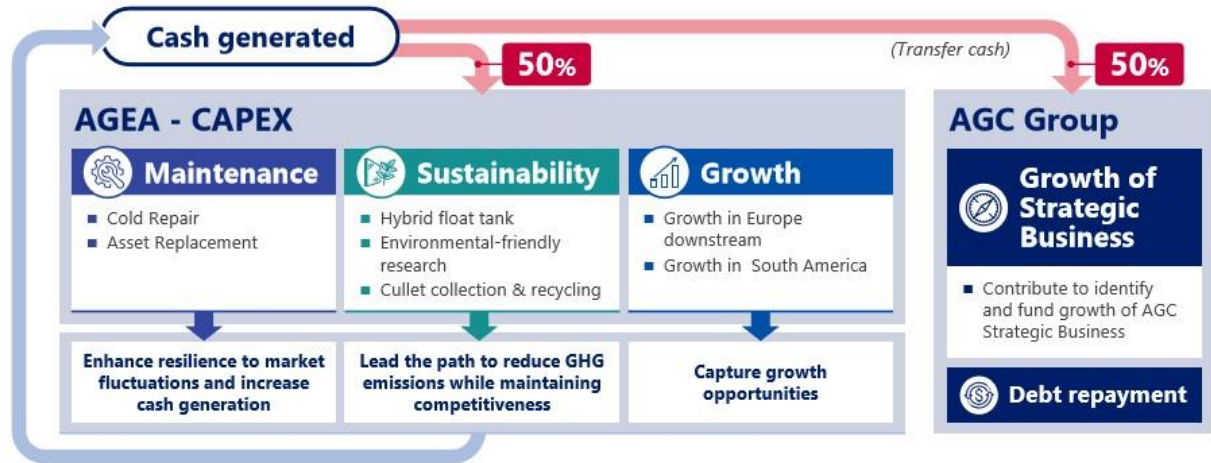 Cash generated
(Transfer cash)
50%
50%
AGEA - CAPEX
Maintenance
■ Cold Repair
■ Asset Replacement
Enhance resilience to market
fluctuations and increase
cash generation
Sustainability
■ Hybrid float tank
■ Environmental-friendly
research
■ Cullet collection & recycling
Lead the path to reduce GHG
emissions while maintaining
competitiveness
Growth
■ Growth in Europe
downstream
■ Growth in South America
Capture growth
opportunities
AGC Group
Growth of
Strategic
Business
■ Contribute to identify
and fund growth of AGC
Strategic Business
Debt repayment